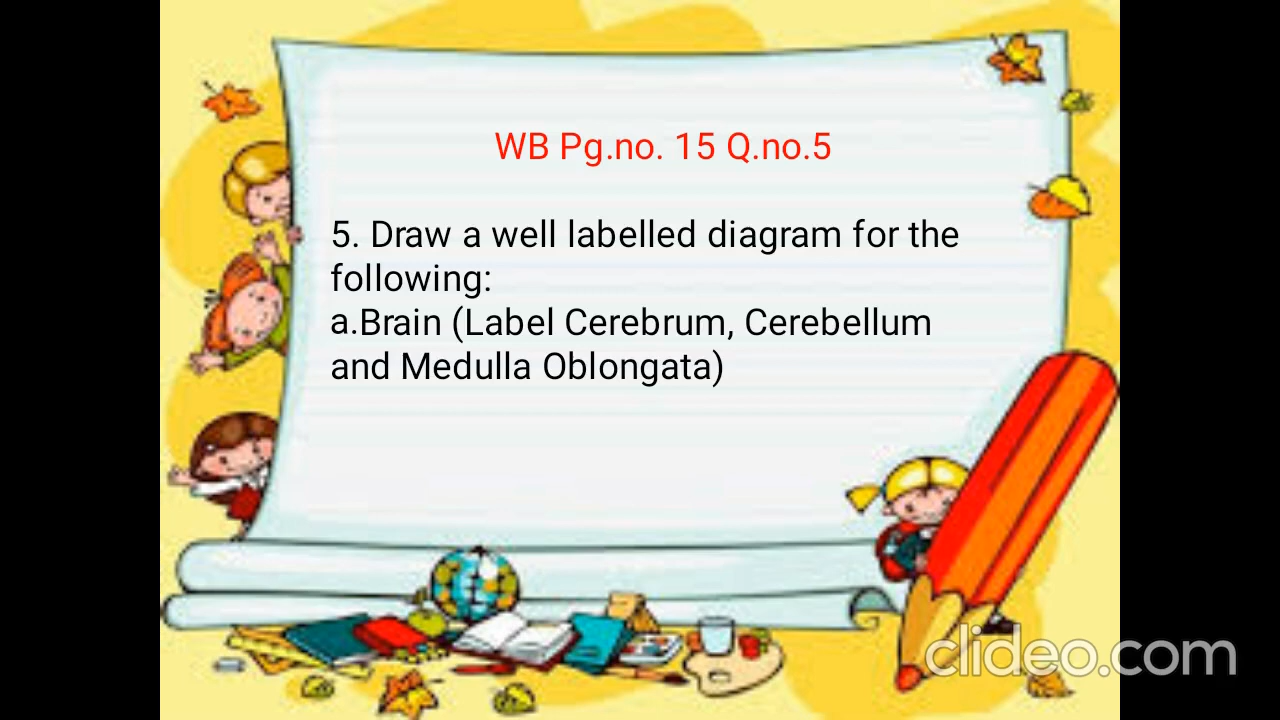 WB Pg.no. 15 Q.no.5
5. Draw a well labelled diagram for the
following:
a.Brain (Label Cerebrum, Cerebellum
and Medulla Oblongata)
clideo.com